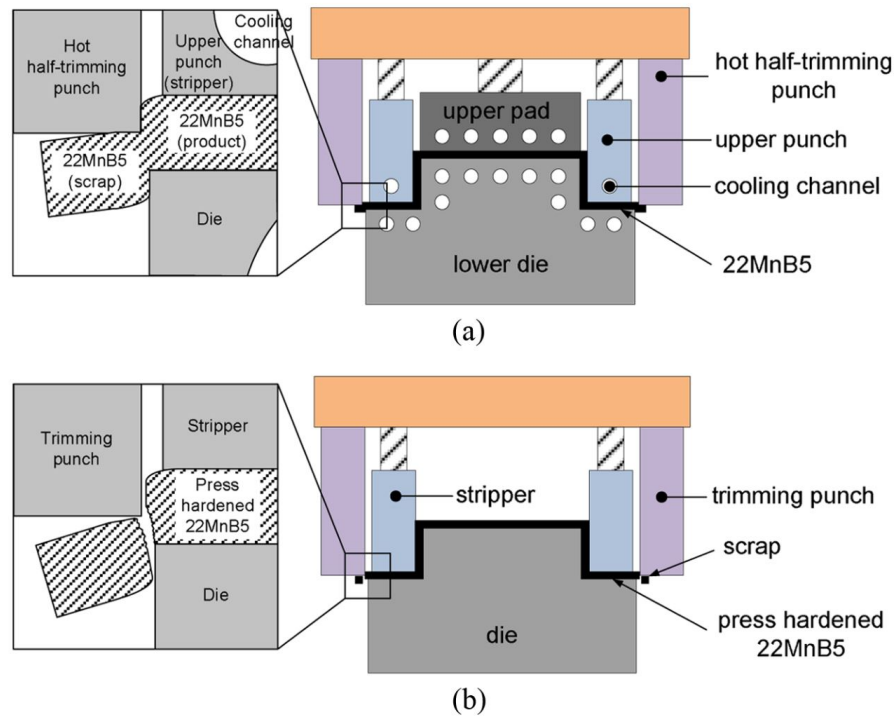 Hot
half-trimming
punch
Upper
punch
(stripper)
Cooling
channel
22MnB5
(product)
22MnB5
(scrap)
Die
upper pad
lower die
hot half-trimming
punch
upper punch
cooling channel
22MnB5
(a)
Trimming
punch
Stripper
Press
hardened
22MnB5
Die
stripper
die
trimming punch
scrap
press hardened
22MnB5
(b)